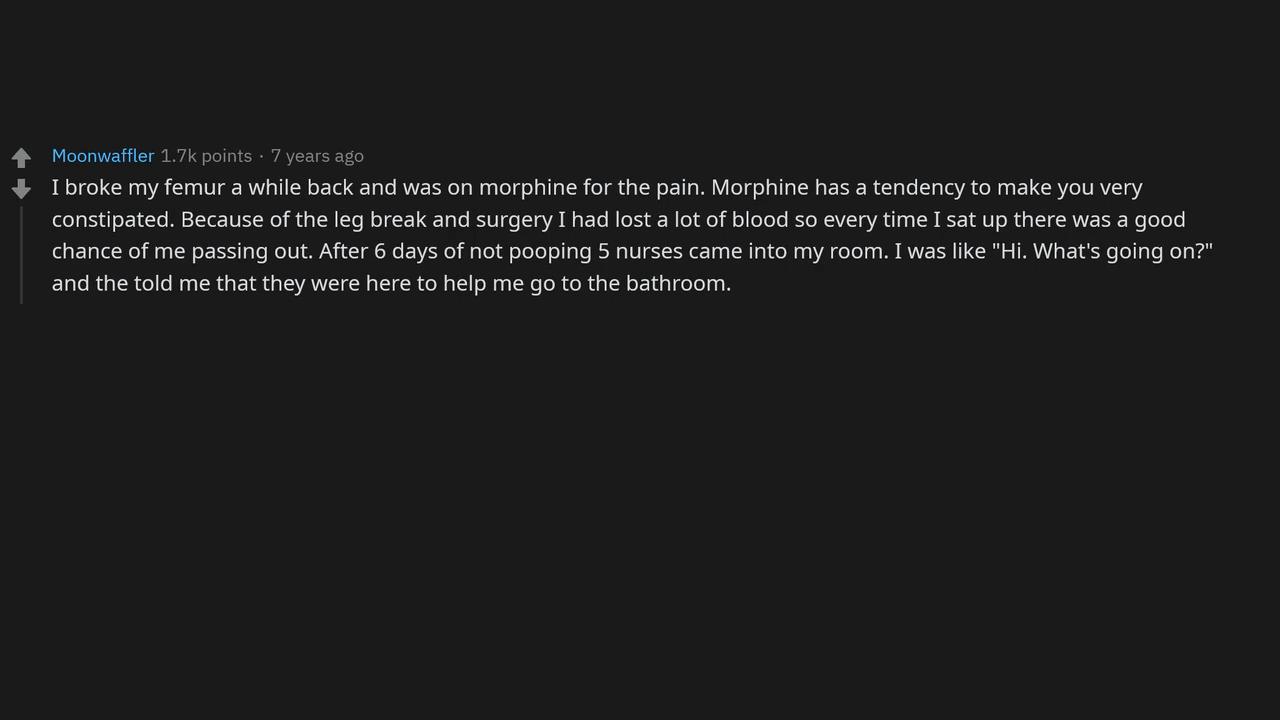 Moonwaffler 1.7k points · 7 years ago
I broke my femur a while back and was on morphine for the pain. Morphine has a tendency to make you very
constipated. Because of the leg break and surgery I had lost a lot of blood so every time I sat up there was a good
chance of me passing out. After 6 days of not pooping 5 nurses came into my room. I was like "Hi. What's going on?"
and the told me that they were here to help me go to the bathroom.